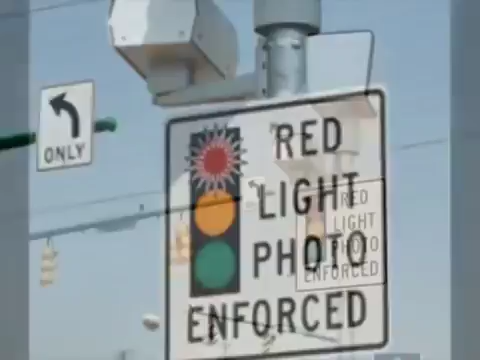 ONLY
RED
LIGHT
PHOTO
ENFORCED
RED
LIGHT
PHOTO
ENFORCED